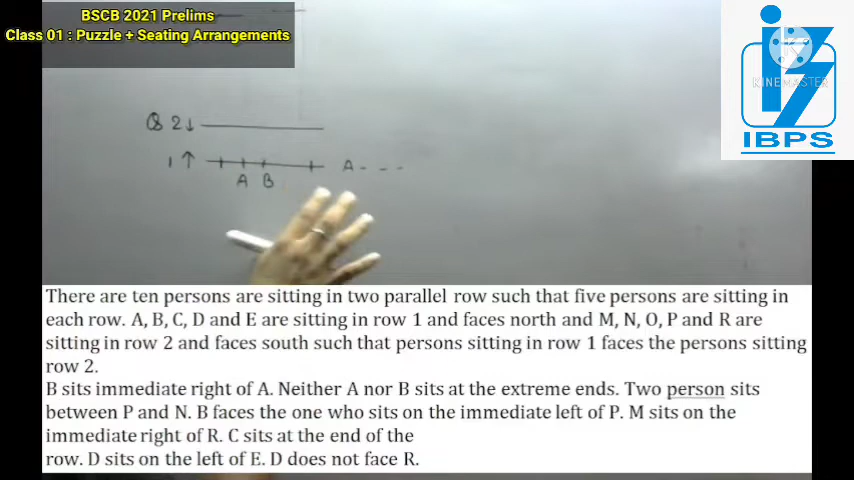 BSCB 2021 Prelims
Class 01 : Puzzle + Seating Arrangements
KINEMASTER
IBPS
2↓
1 ↑ A - - -
A B
There are ten persons are sitting in two parallel row such that five persons are sitting in
each row. A, B, C, D and E are sitting in row 1 and faces north and M, N, O, P and R are
sitting in row 2 and faces south such that persons sitting in row 1 faces the persons sitting
row 2.
B sits immediate right of A. Neither A nor B sits at the extreme ends. Two person sits
between P and N. B faces the one who sits on the immediate left of P. M sits on the
immediate right of R. C sits at the end of the
row. D sits on the left of E. D does not face R.